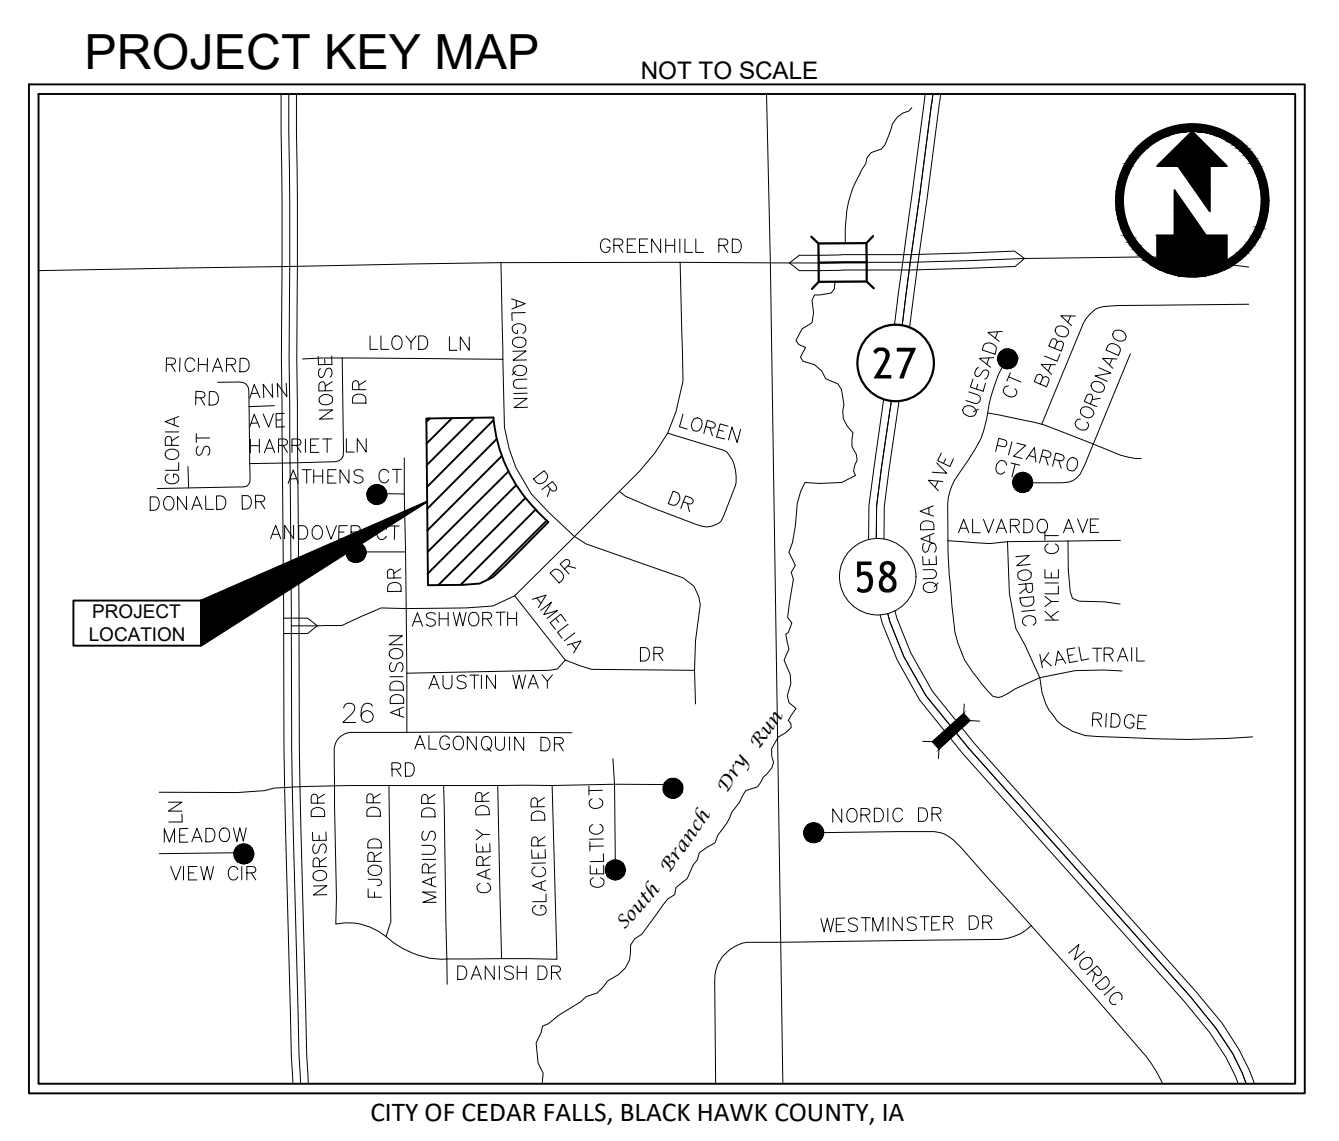 PROJECT KEY MAP
NOT TO SCALE
N
GREENHILL RD
ALGONQUIN
DR
LLOYD LN
RICHARD
RD
ANN
AVE
NORSE
DR
GLORIA
ST
HARRIET LN
DONALD DR
ATHENS CT
ANDOVER CT
27
QUESADA
CT
BALBOA
CORONADO
PIZARRO
CT
LOREN
DR
QUESADA AVE
ALVARDO AVE
NORDIC
KYLIE CT
58
PROJECT
LOCATION
DR
ADDISON
ASHWORTH
DR
AMELIA
DR
AUSTIN WAY
KAEL TRAIL
RIDGE
26
ALGONQUIN DR
RD
LN
MEADOW
VIEW CIR
NORSE DR
FJORD DR
MARIUS DR
CAREY DR
GLACIER DR
CELTIC CT
DANISH DR
South Branch Dry Run
NORDIC DR
WESTMINSTER DR
NORDIC
CITY OF CEDAR FALLS, BLACK HAWK COUNTY, IA